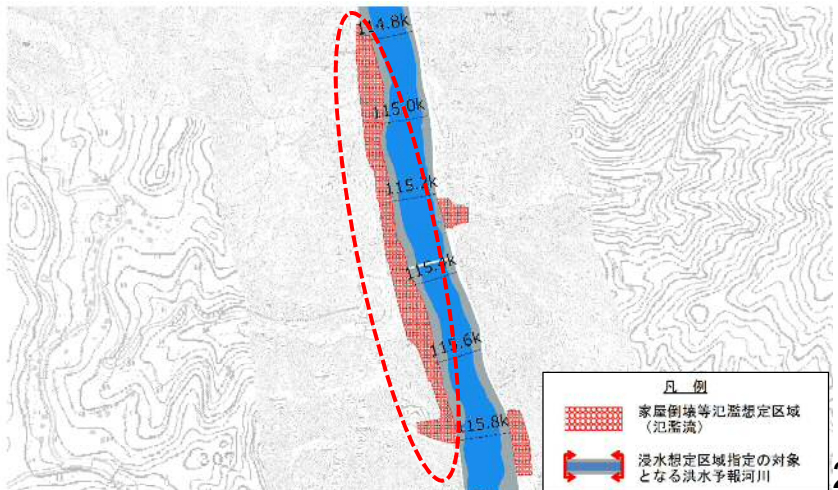 114.8k
115.0k
115.2k
115.4k
115.6k
115.8k
凡 例
家屋倒壊等氾濫想定区域
（氾濫流）
浸水想定区域指定の対象
となる洪水予報河川